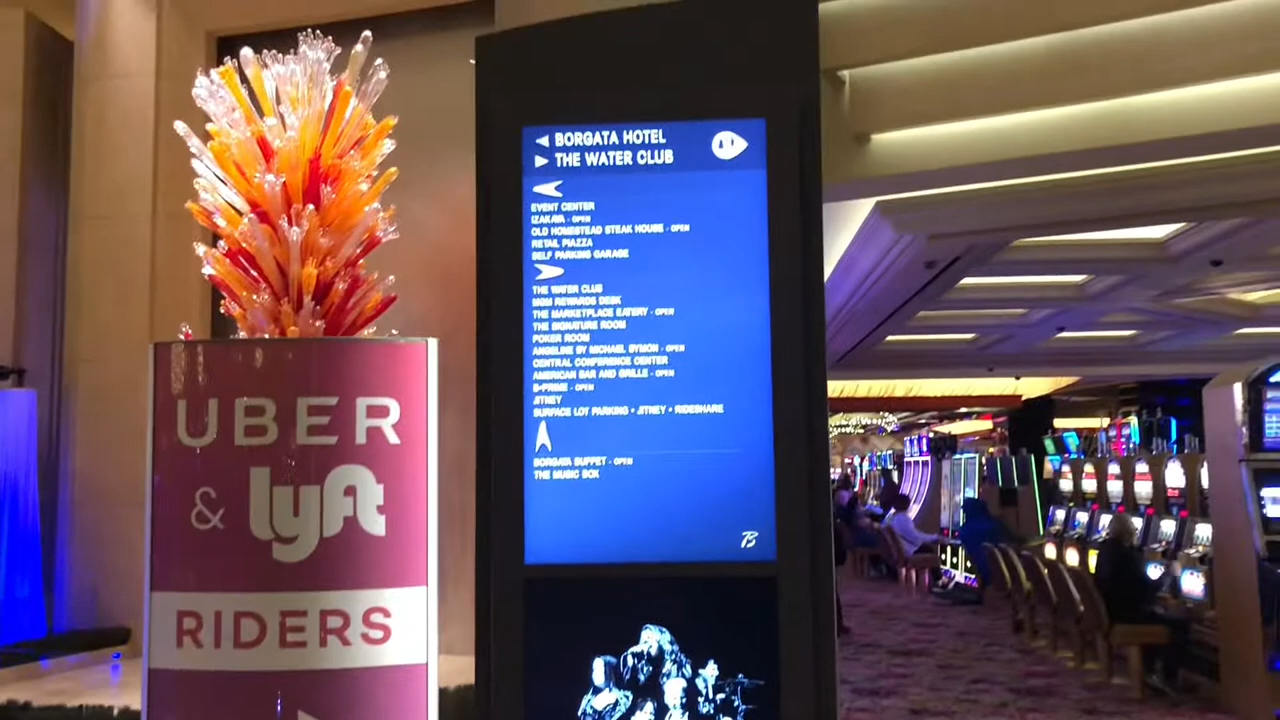 UBER
& lyft
RIDERS
BORGATA HOTEL
THE WATER CLUB
EVENT CENTER
IZAKAYA - OPEN
OLD HOMESTEAD STEAK HOUSE - OPEN
RETAIL PIAZZA
SELF PARKING GARAGE
THE WATER CLUB
MGM REWARDS DESK
THE MARKETPLACE EATERY - OPEN
THE SIGNATURE ROOM
POKER ROOM
ANGELINE BY MICHAEL SYMON - OPEN
CENTRAL CONFERENCE CENTER
AMERICAN BAR AND GRILLE - OPEN
B-PRIME - OPEN
JITNEY
SURFACE LOT PARKING • JITNEY • RIDESHARE
BORGATA BUFFET - OPEN
THE MUSIC BOX
B